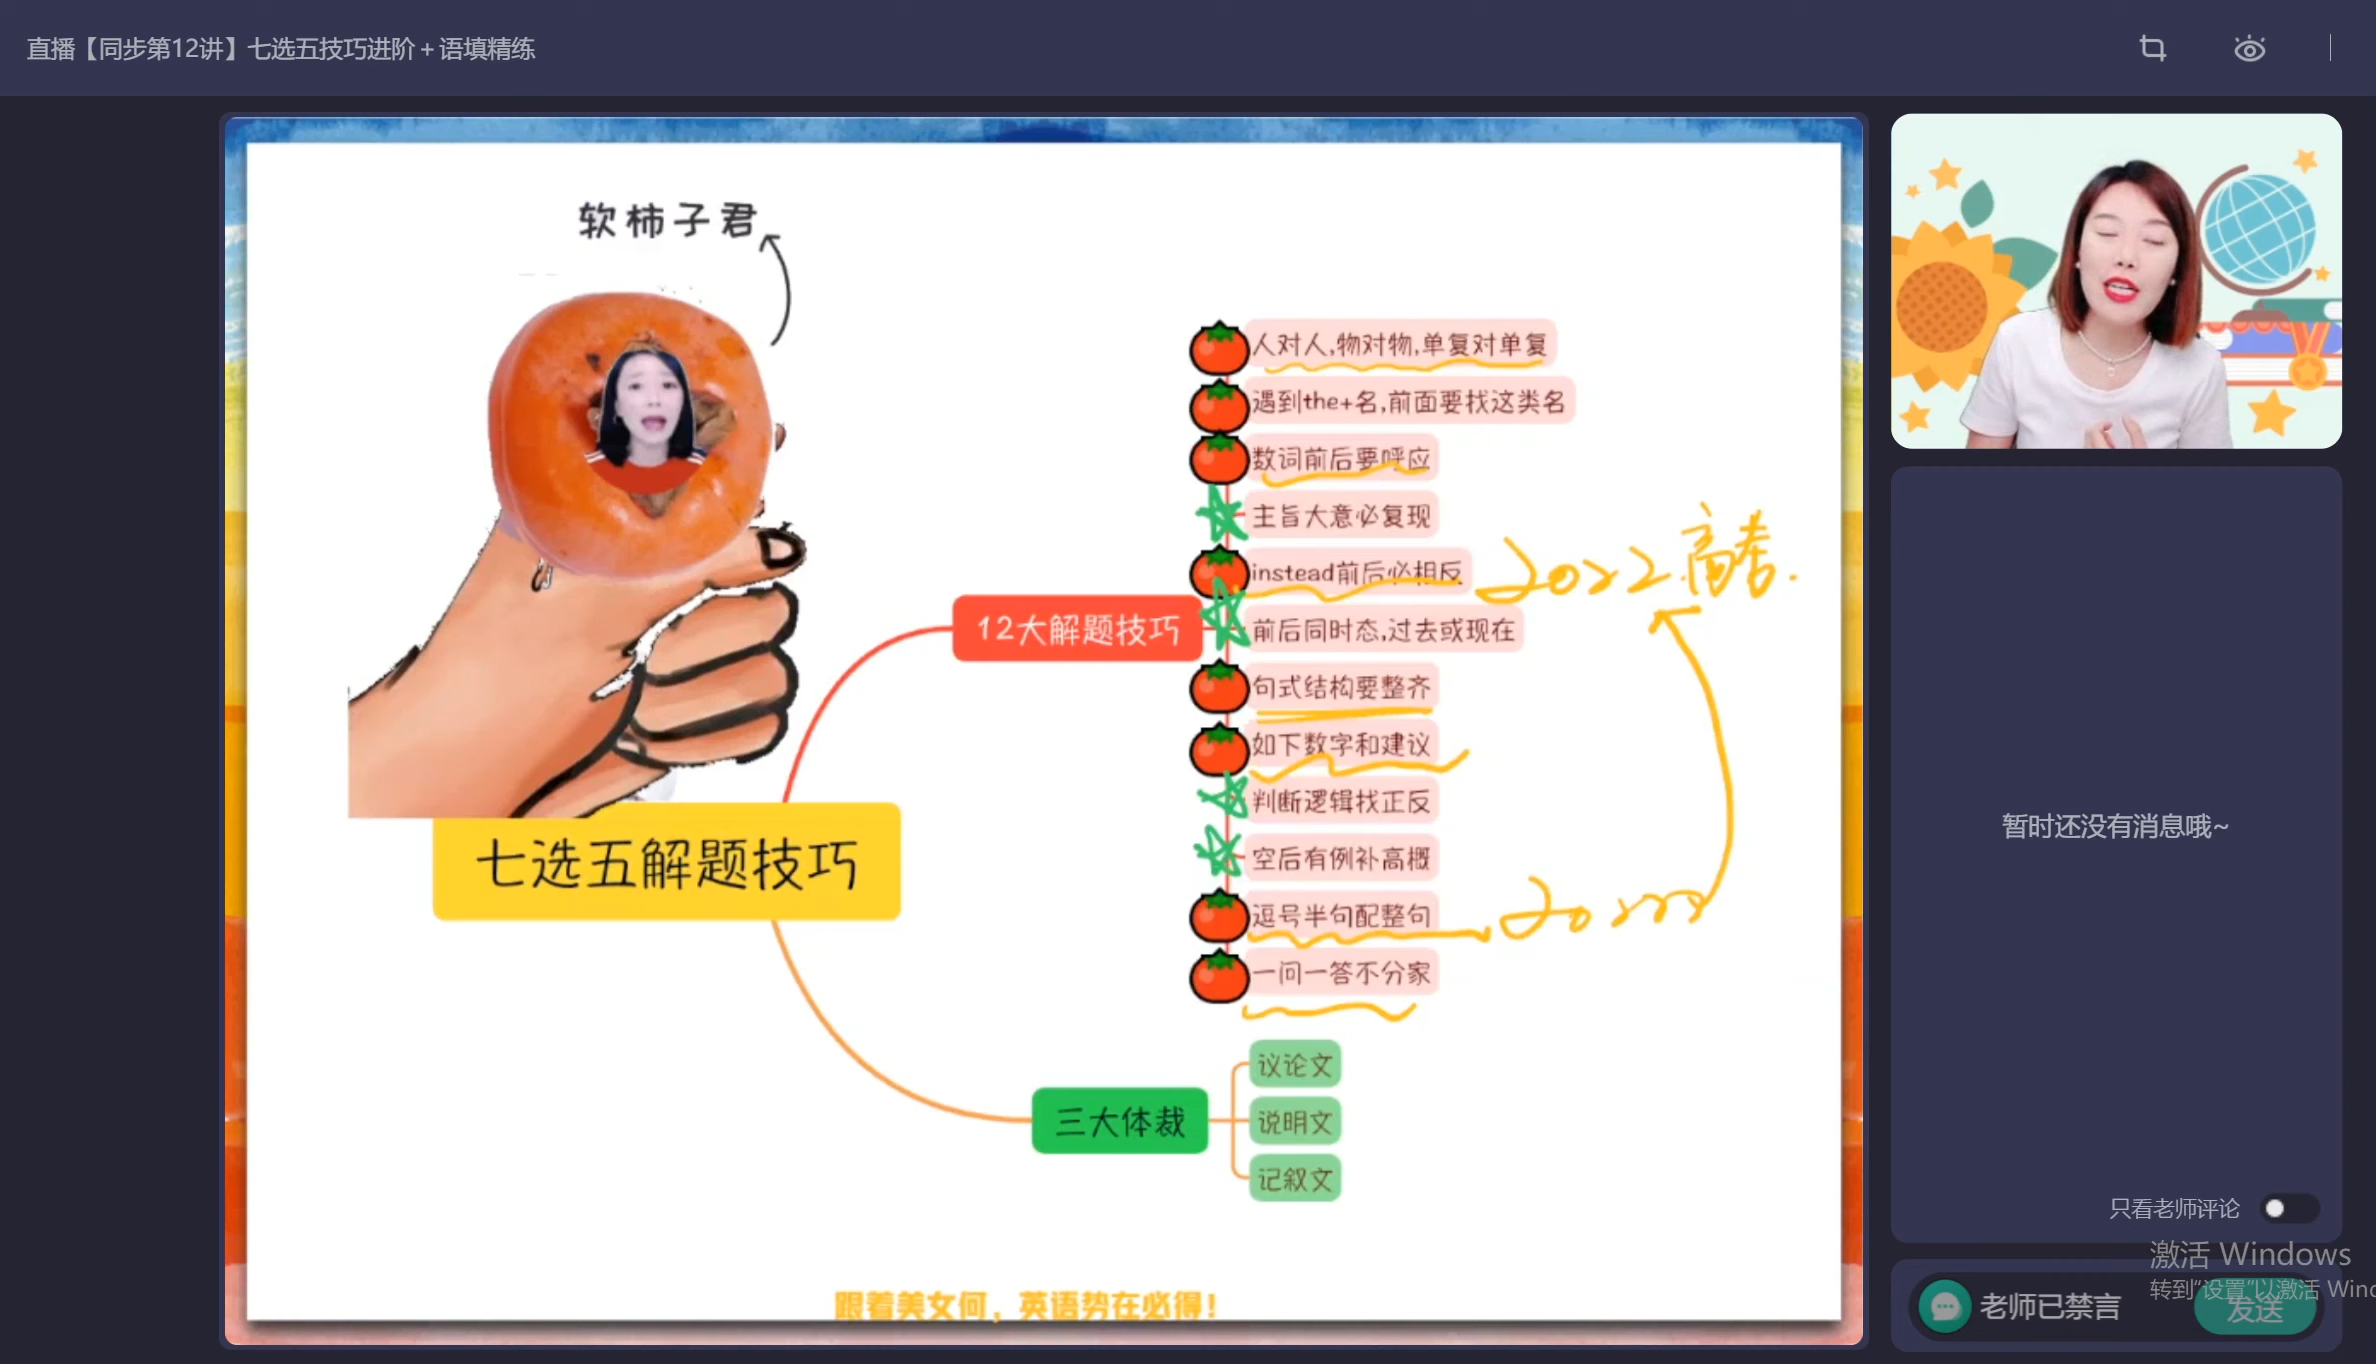 直播【同步第12讲】七选五技巧进阶+语填精练
软柿子君
人对人,物对物,单复对单复
遇到the+名,前面要找这类名
数词前后要呼应
主旨大意必复现
instead前后必相反
2022.高考.
12大解题技巧
前后同时态,过去或现在
句式结构要整齐
如下数字和建议
判断逻辑找正反
空后有例补高概
逗号半句配整句
一问一答不分家
七选五解题技巧
三大体裁
议论文
说明文
记叙文
跟着美女何，英语势在必得！
暂时还没有消息哦~
只看老师评论
激活 Windows
转到“设置”以激活 Winc
老师已禁言
发送